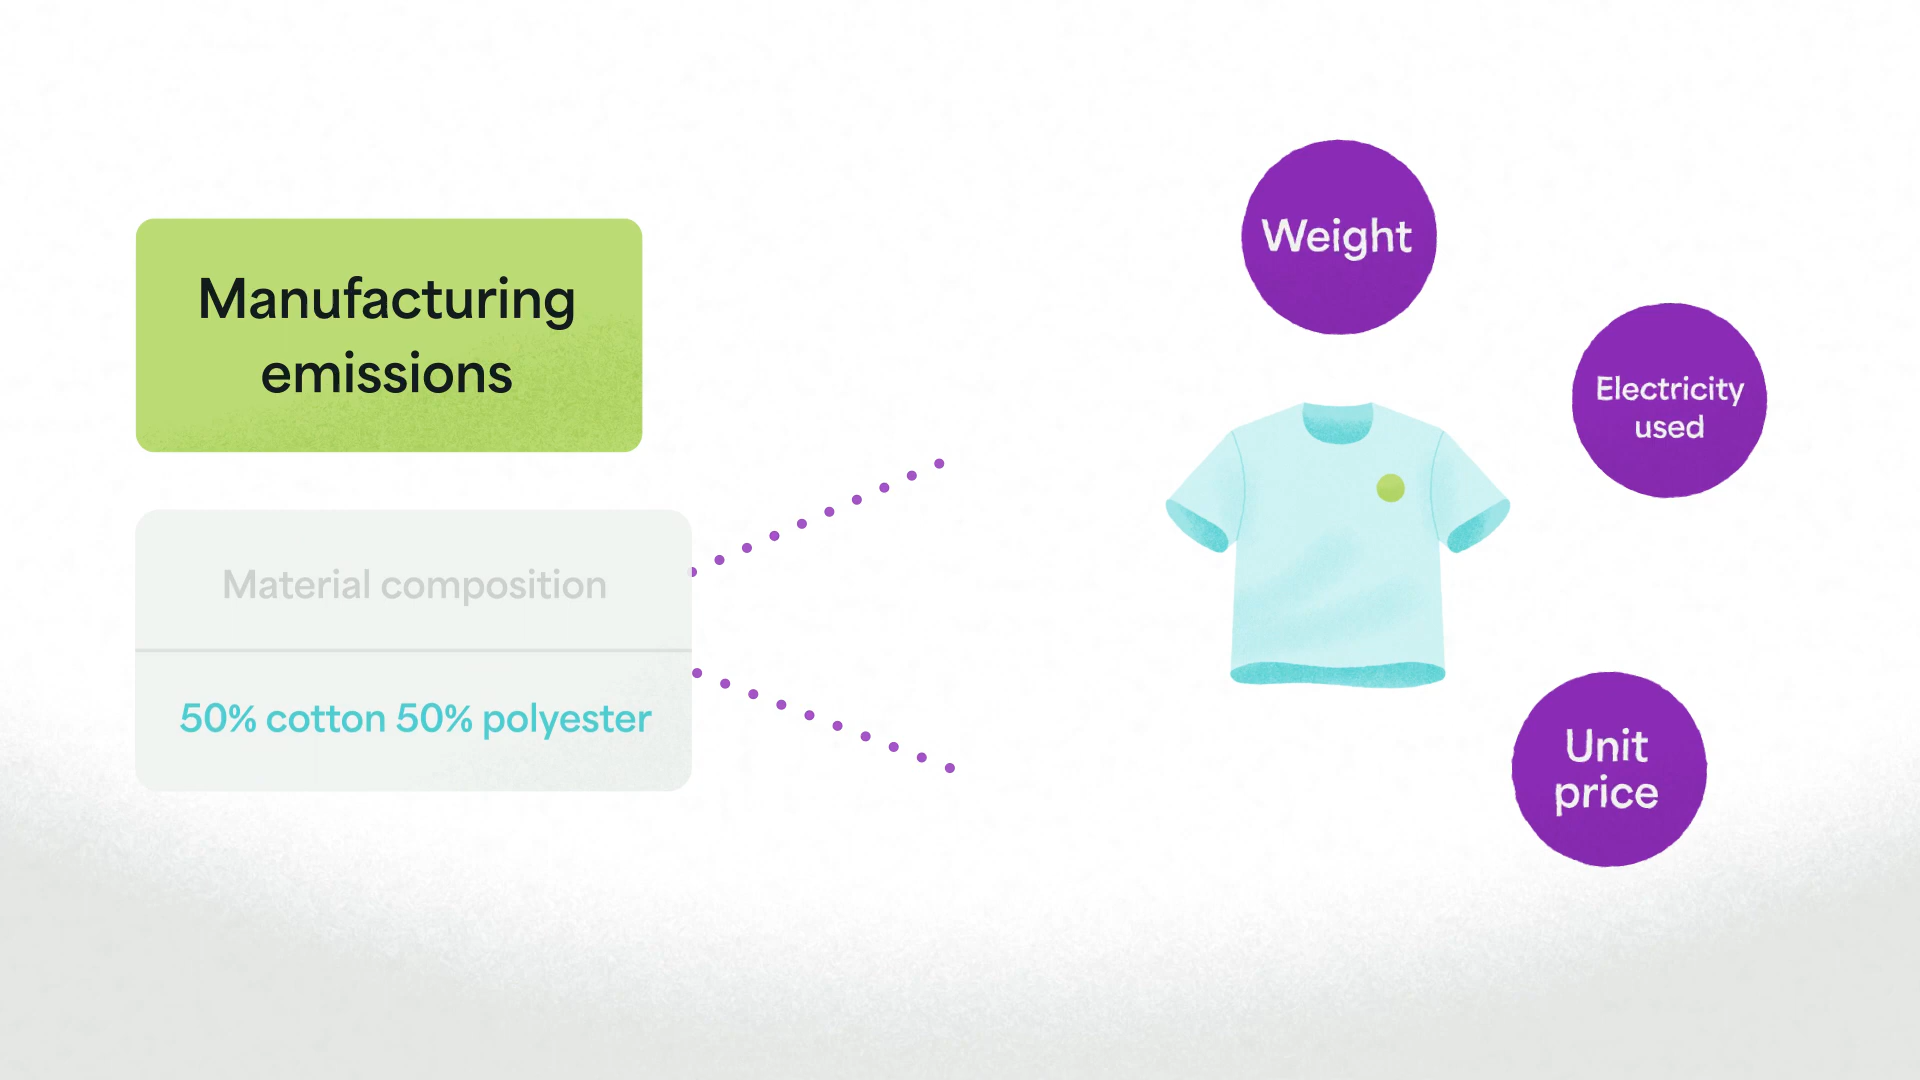 Manufacturing
emissions
Material composition
50% cotton 50% polyester
Weight
Electricity
used
Unit
price